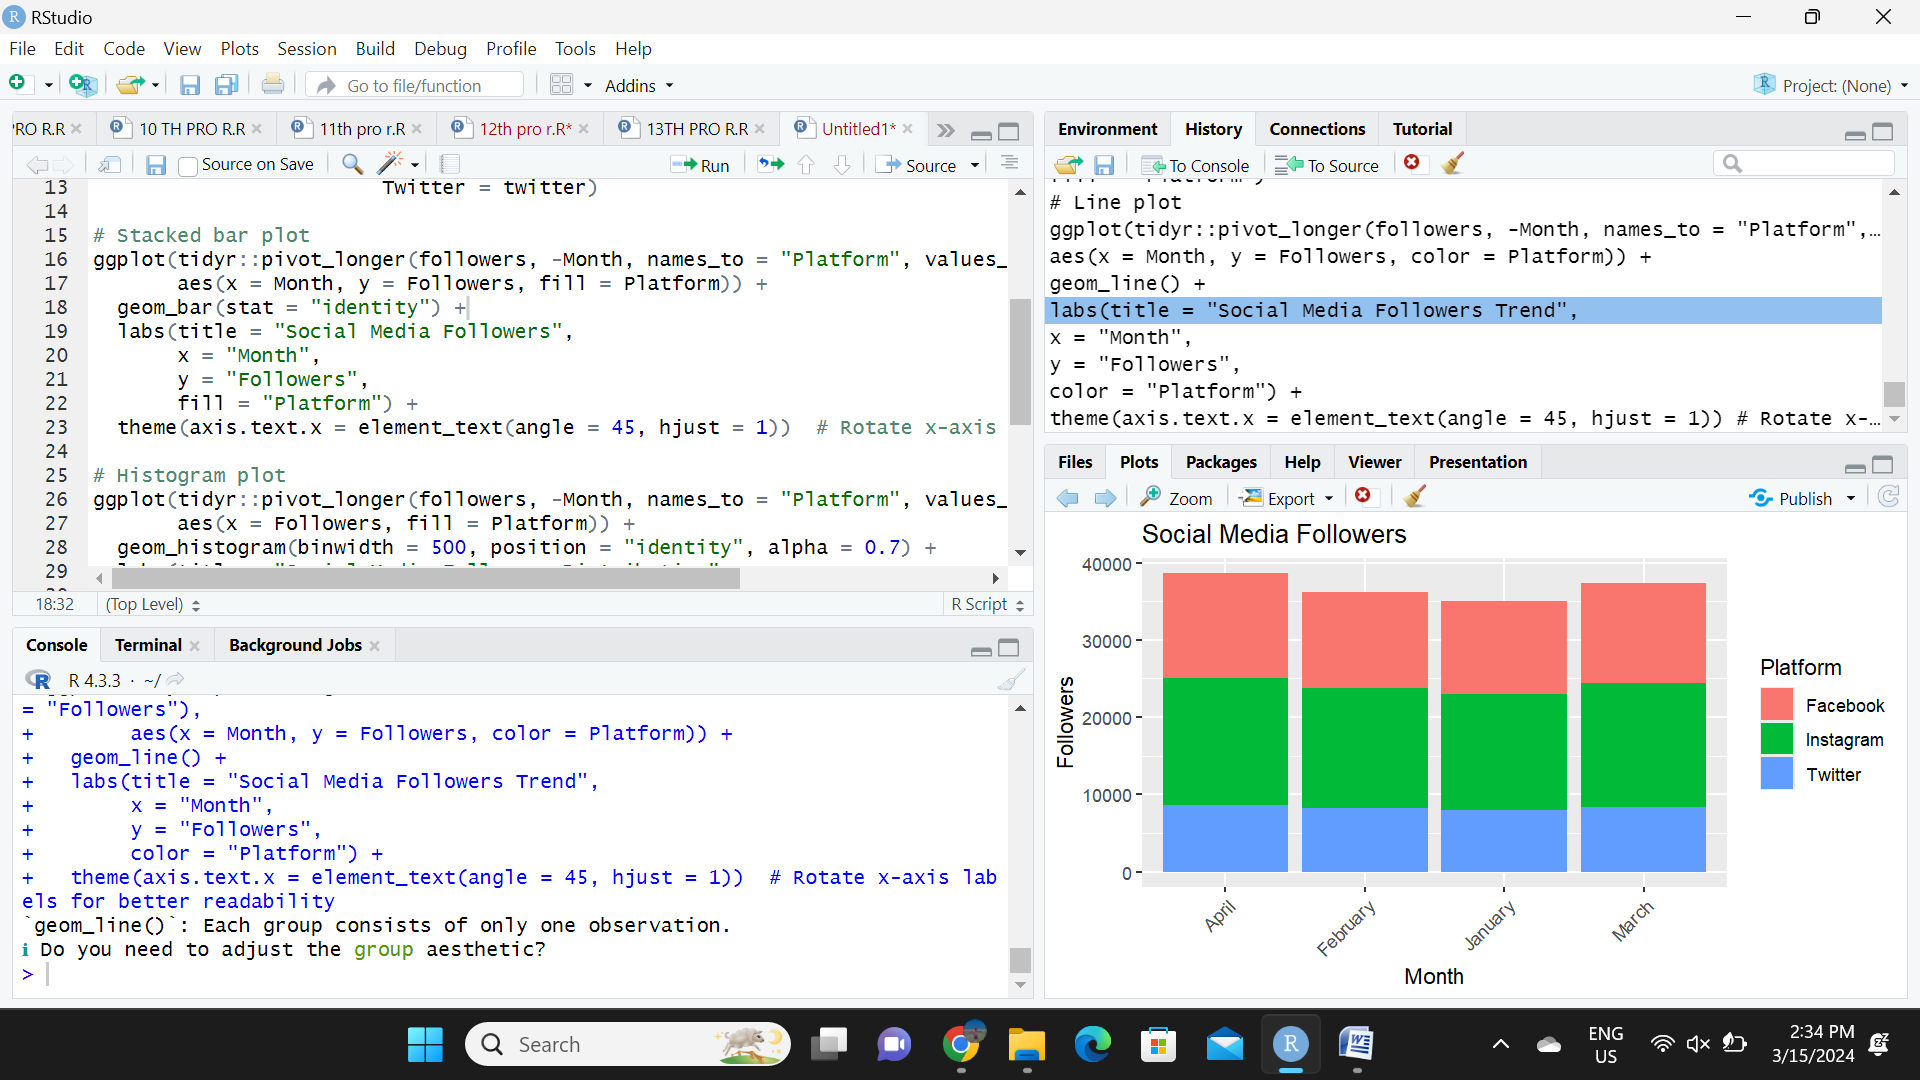 RStudio
File Edit Code View Plots Session Build Debug Profile Tools Help
Go to file/function Addins Project: (None)
PRO R.R 10 TH PRO R.R 11th pro r.R 12th pro r.R* 13TH PRO R.R Untitled1*
Source on Save Run Source
13 Twitter = twitter)
14
15 # Stacked bar plot
16 ggplot(tidyr::pivot_longer(followers, -Month, names_to = "Platform", values_
17 aes(x = Month, y = Followers, fill = Platform)) +
18 geom_bar(stat = "identity") +
19 labs(title = "Social Media Followers",
20 x = "Month",
21 y = "Followers",
22 fill = "Platform") +
23 theme(axis.text.x = element_text(angle = 45, hjust = 1)) # Rotate x-axis
24
25 # Histogram plot
26 ggplot(tidyr::pivot_longer(followers, -Month, names_to = "Platform", values_
27 aes(x = Followers, fill = Platform)) +
28 geom_histogram(binwidth = 500, position = "identity", alpha = 0.7) +
29
18:32 (Top Level) R Script
Console Terminal Background Jobs
R 4.3.3 · ~/
= "Followers"),
+ aes(x = Month, y = Followers, color = Platform)) +
+ geom_line() +
+ labs(title = "Social Media Followers Trend",
+ x = "Month",
+ y = "Followers",
+ color = "Platform") +
+ theme(axis.text.x = element_text(angle = 45, hjust = 1)) # Rotate x-axis lab
els for better readability
`geom_line()`: Each group consists of only one observation.
ℹ Do you need to adjust the group aesthetic?
>
Environment History Connections Tutorial
To Console To Source
# Line plot
ggplot(tidyr::pivot_longer(followers, -Month, names_to = "Platform",…
aes(x = Month, y = Followers, color = Platform)) +
geom_line() +
labs(title = "Social Media Followers Trend",
x = "Month",
y = "Followers",
color = "Platform") +
theme(axis.text.x = element_text(angle = 45, hjust = 1)) # Rotate x-…
Files Plots Packages Help Viewer Presentation
Zoom Export Publish
Social Media Followers
40000
30000
20000
10000
0
Followers
April February January March
Month
Platform
Facebook
Instagram
Twitter
Search
ENG
US
2:34 PM
3/15/2024